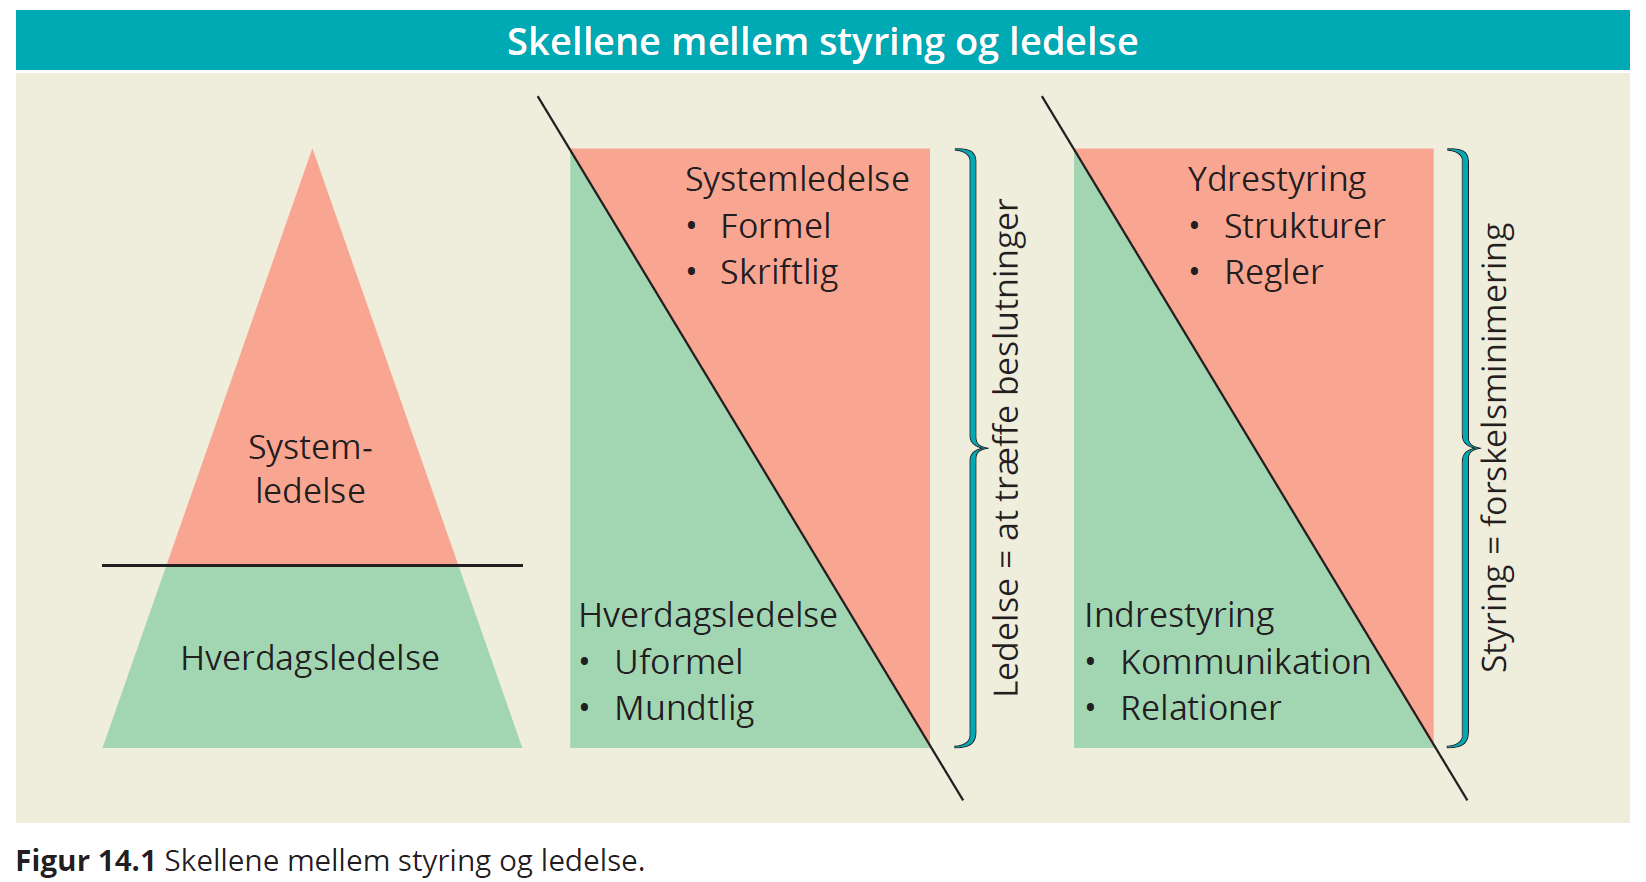 Skellene mellem styring og ledelse
System-
ledelse
Hverdagsledelse
Systemledelse
• Formel
• Skriftlig
Hverdagsledelse
• Uformel
• Mundtlig
Ledelse = at træffe beslutninger
Ydrestyring
• Strukturer
• Regler
Indrestyring
• Kommunikation
• Relationer
Styring = forskelsminimering
Figur 14.1 Skellene mellem styring og ledelse.